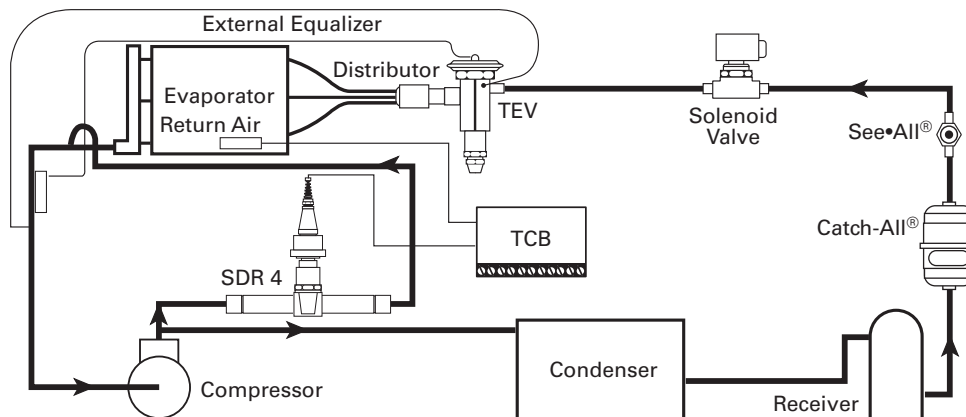 External Equalizer
Distributor
Evaporator
Return Air
TEV
Solenoid
Valve
See•All®
Catch-All®
TCB
SDR 4
Compressor
Condenser
Receiver